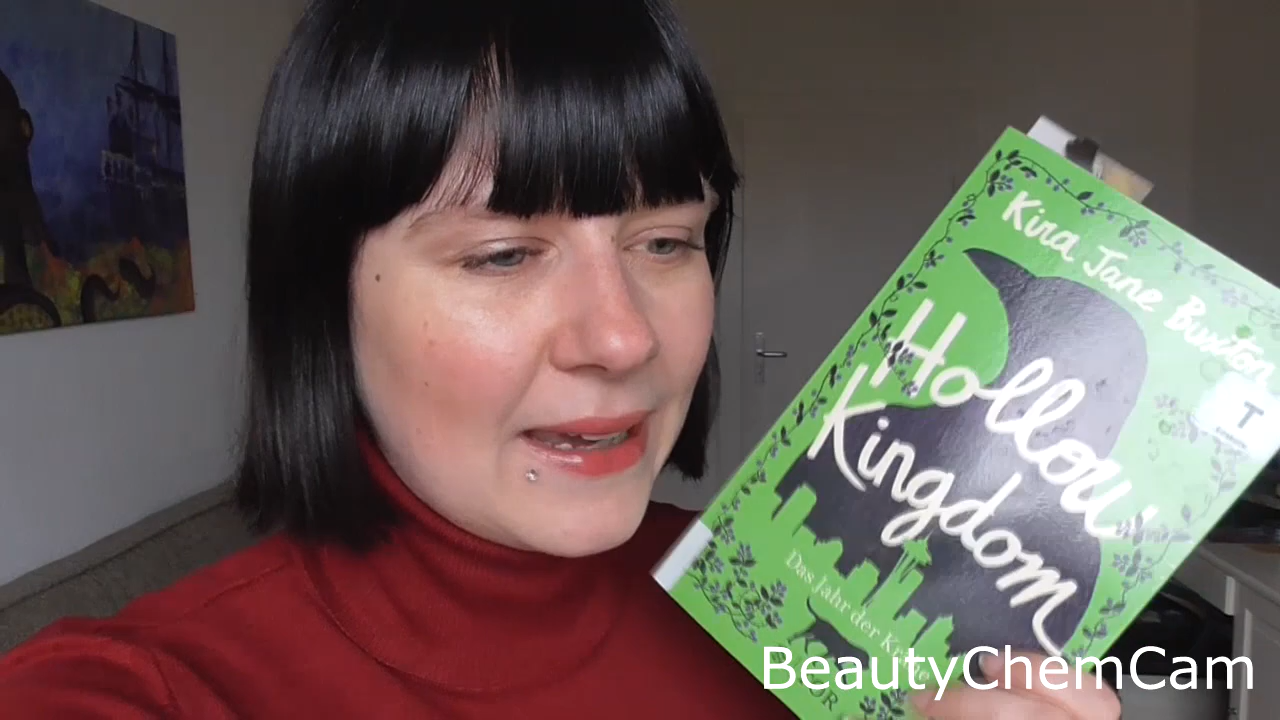 Kira Jane Buxton
Hollow
Kingdom
T
Das Jahr der
BeautyChemCam